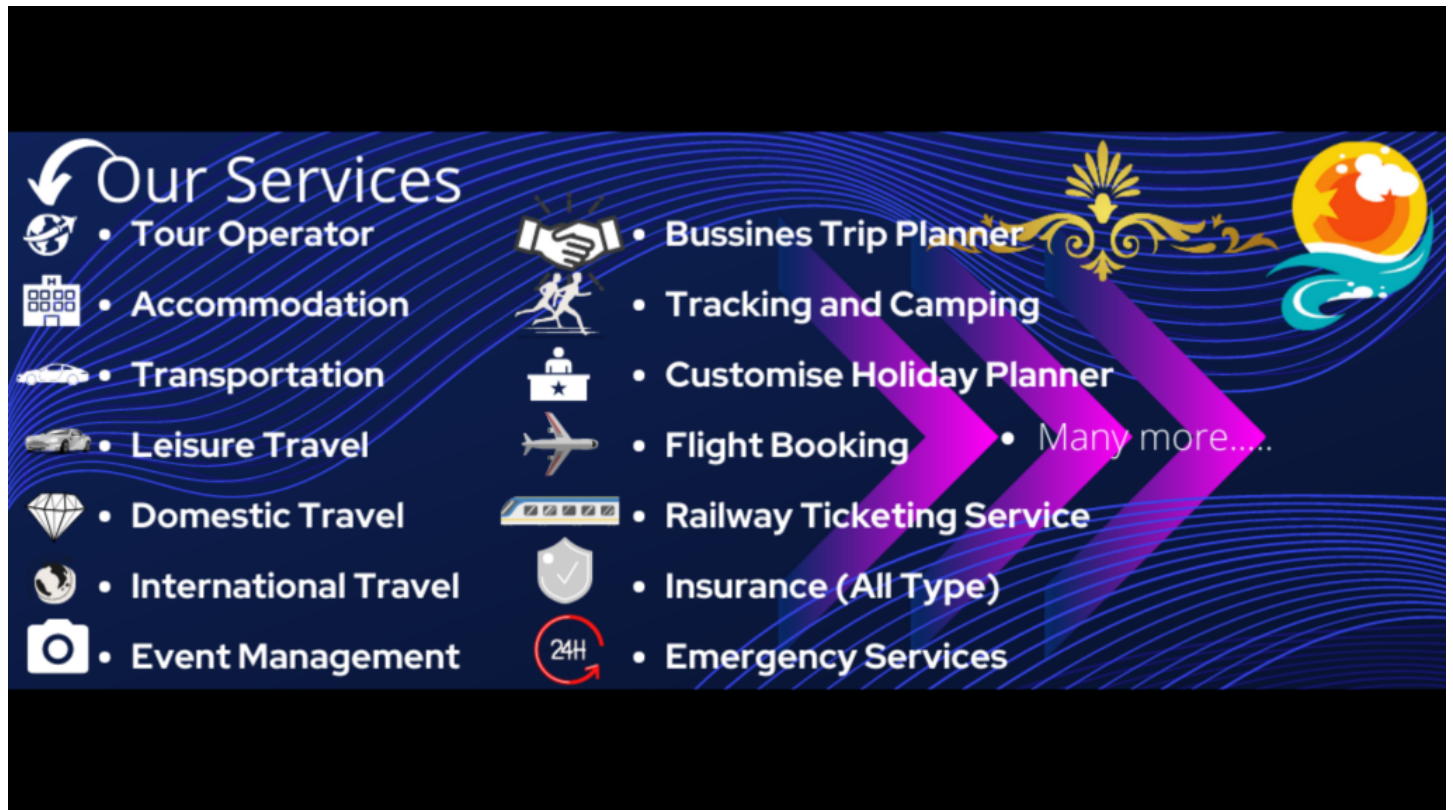 Our Services
• Tour Operator
• Accommodation
• Transportation
• Leisure Travel
• Domestic Travel
• International Travel
• Event Management
• Bussines Trip Planner
• Tracking and Camping
• Customise Holiday Planner
• Flight Booking
• Railway Ticketing Service
• Insurance (All Type)
24H
• Emergency Services
• Many more.....
H